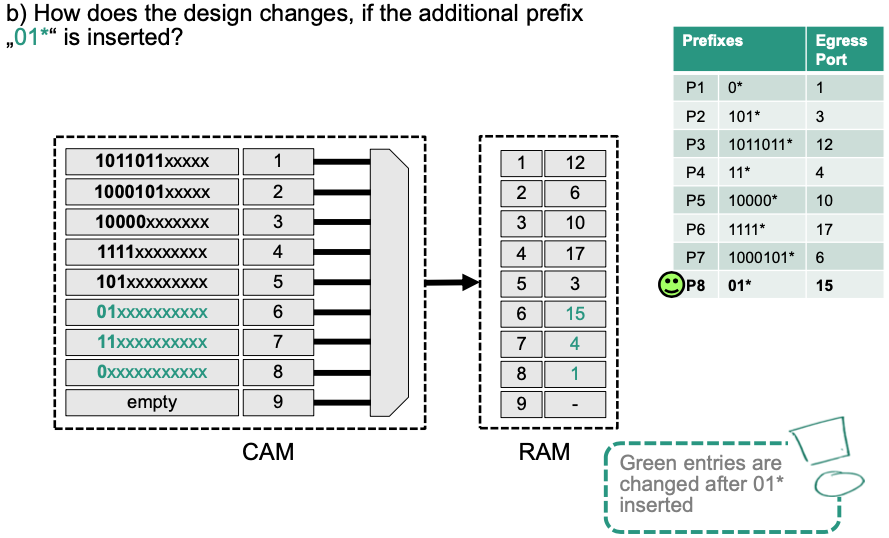 b) How does the design changes, if the additional prefix
„01*“ is inserted?
Prefixes Egress Port
P1 0* 1
P2 101* 3
P3 1011011* 12
P4 11* 4
P5 10000* 10
P6 1111* 17
P7 1000101* 6
P8 01* 15
1011011xxxxx 1
1000101xxxxx 2
10000xxxxxxx 3
1111xxxxxxxx 4
101xxxxxxxxx 5
01xxxxxxxxxx 6
11xxxxxxxxxx 7
0xxxxxxxxxxx 8
empty 9
CAM
1 12
2 6
3 10
4 17
5 3
6 15
7 4
8 1
9 -
RAM
Green entries are
changed after 01*
inserted